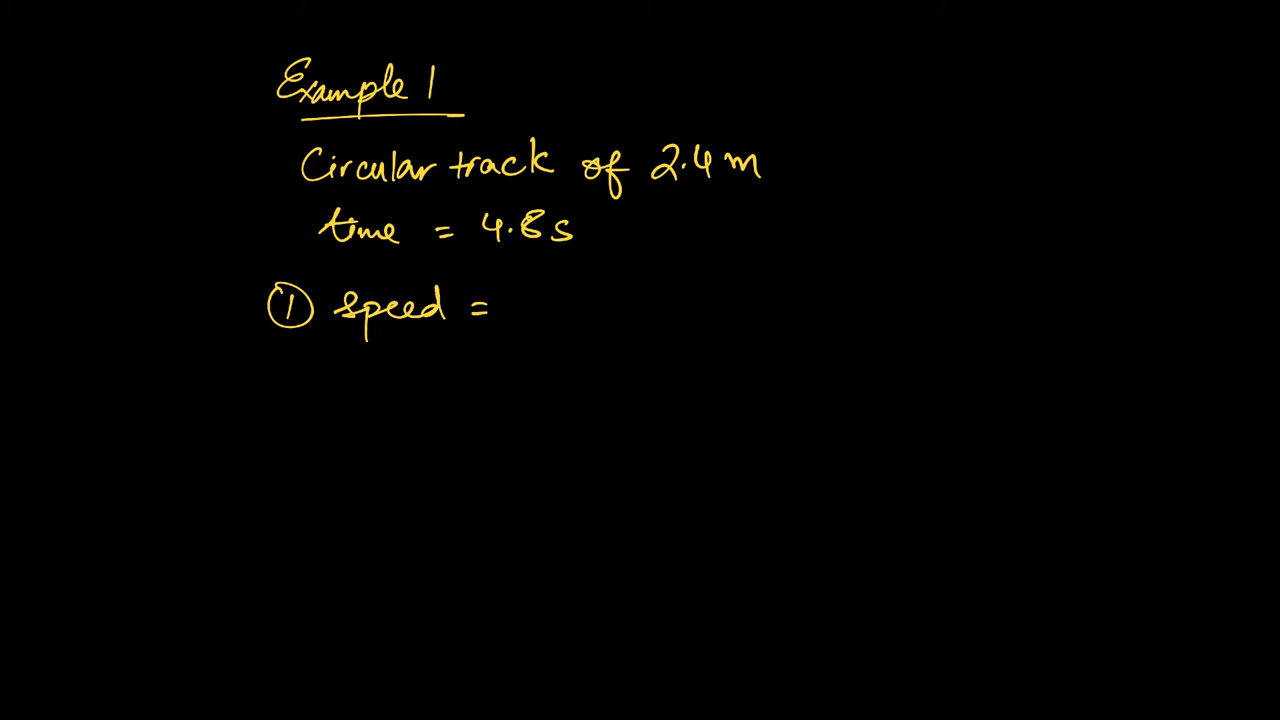 Example 1
Circular track of 2.4 m
time = 4.8 s
① speed =